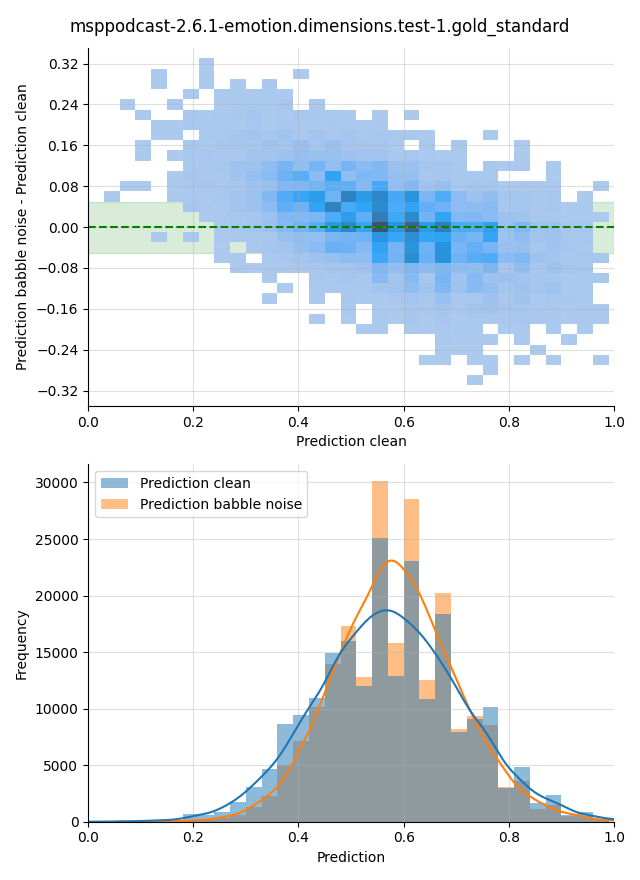 msppodcast-2.6.1-emotion.dimensions.test-1.gold_standard
Prediction babble noise - Prediction clean
0.32
0.24
0.16
0.08
0.00
−0.08
−0.16
−0.24
−0.32
0.0 0.2 0.4 0.6 0.8 1.0
Prediction clean
Prediction clean
Prediction babble noise
Frequency
30000
25000
20000
15000
10000
5000
0
0.0 0.2 0.4 0.6 0.8 1.0
Prediction